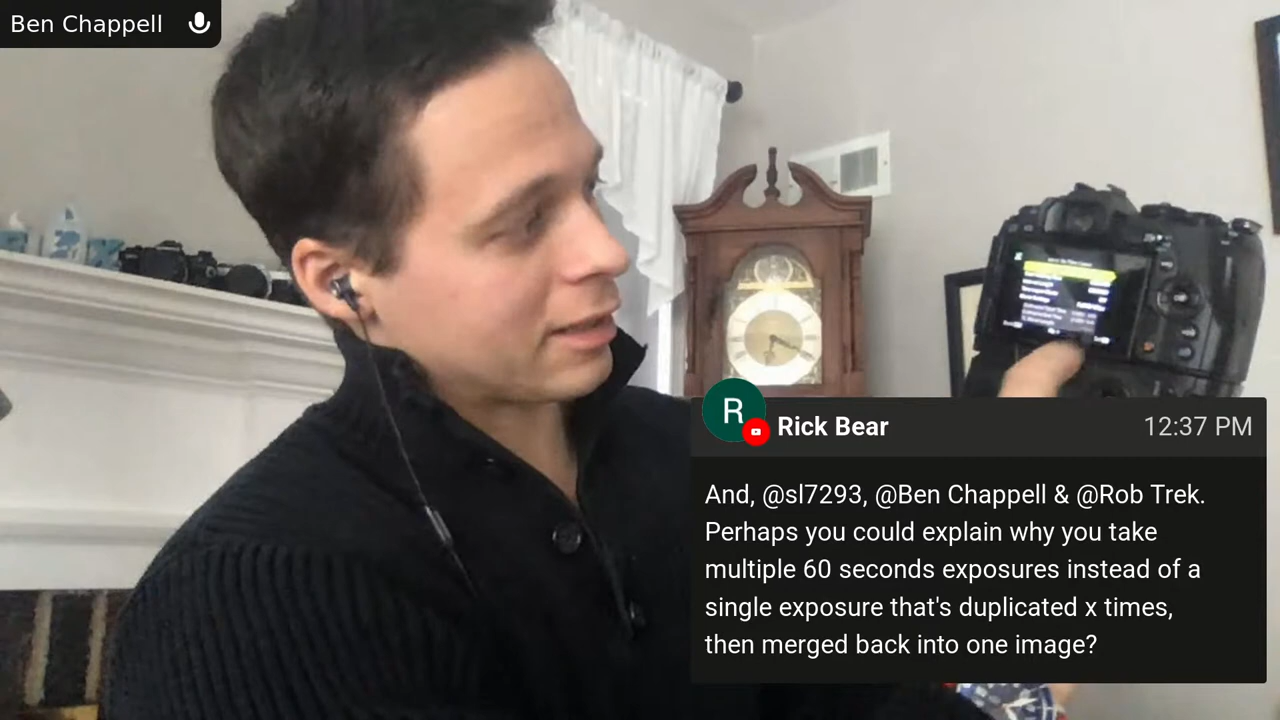 Ben Chappell
R
Rick Bear
12:37 PM
And, @sl7293, @Ben Chappell & @Rob Trek.
Perhaps you could explain why you take
multiple 60 seconds exposures instead of a
single exposure that's duplicated x times,
then merged back into one image?